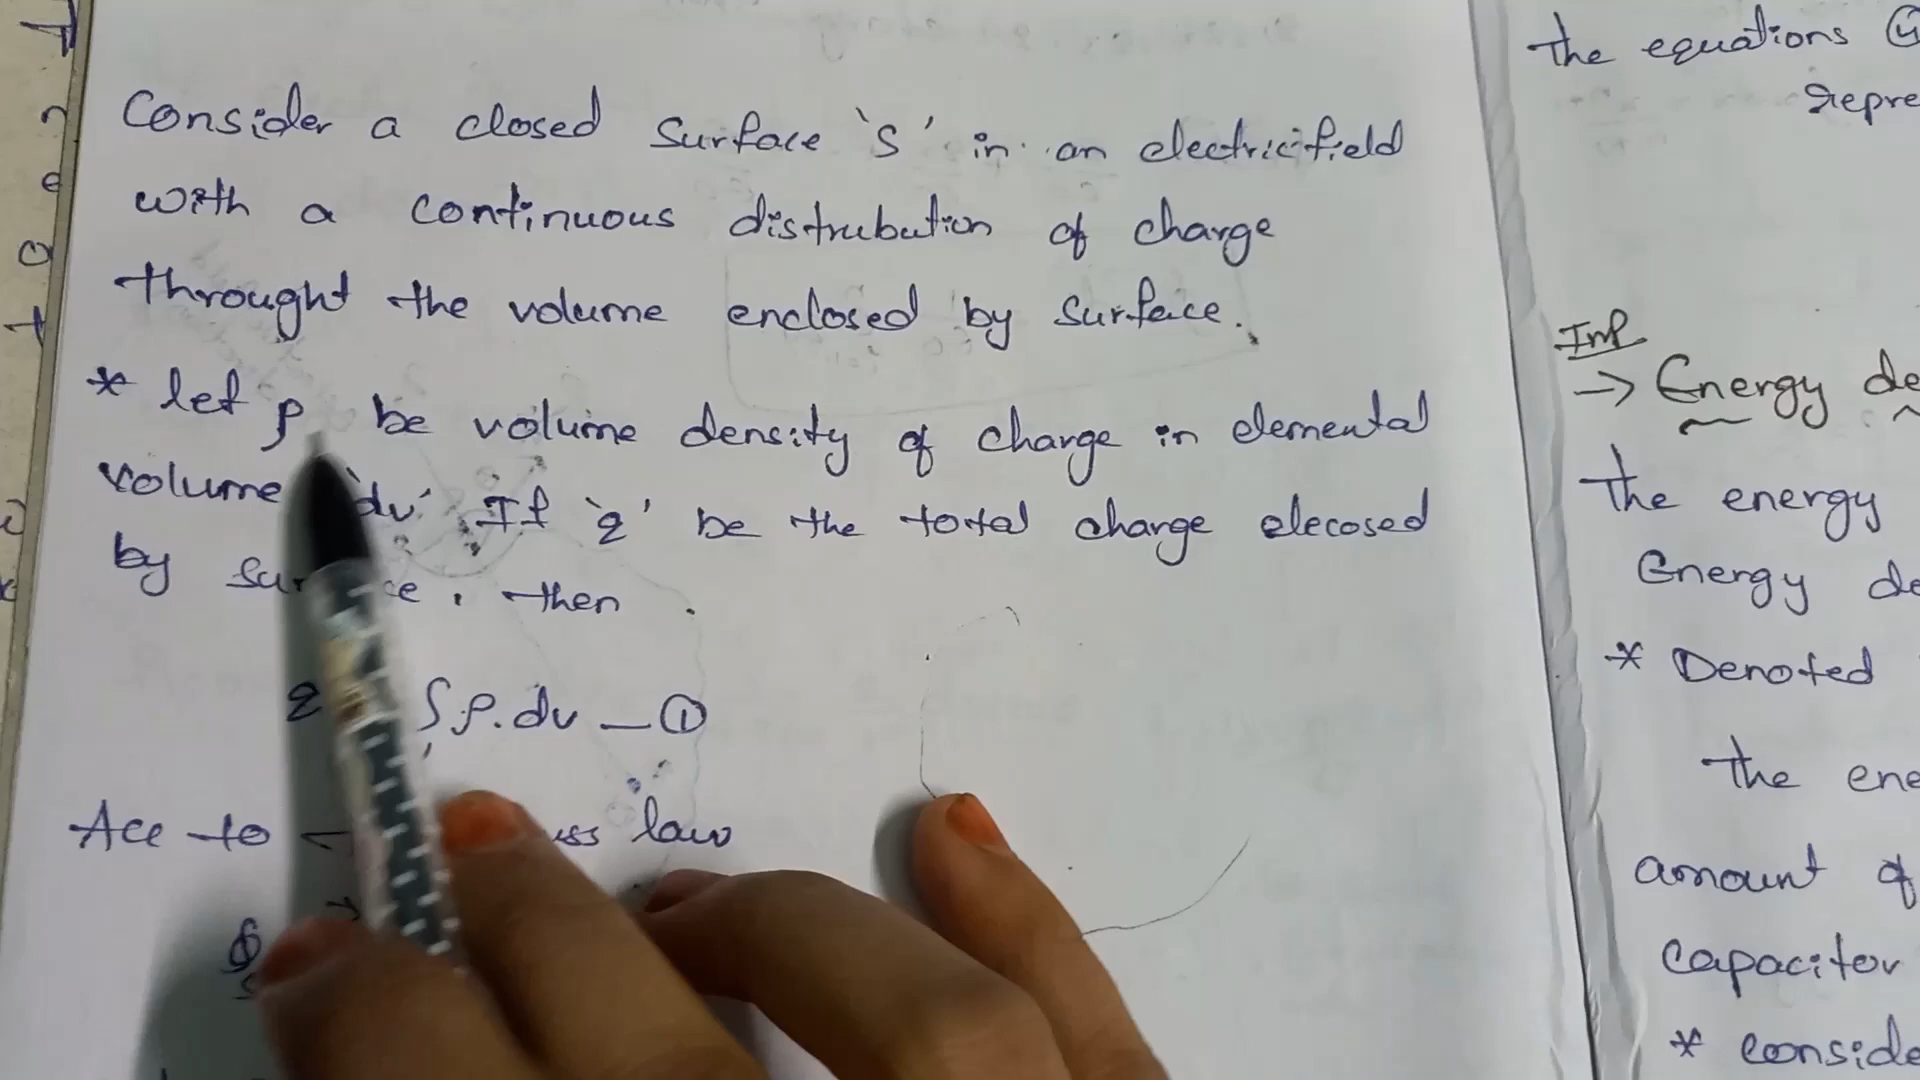 Consider a closed surface 's' in an electric field
with a continuous distrubution of charge
throught the volume enclosed by surface.
* let ρ be volume density of charge in elemental
volume 'dv'. If 'q' be the total charge elecosed
by then
q ∫ρ.dv — ①
Acc to law
∮
the equations
repre
Imp
→ Energy de
the energy
Energy de
* Denoted
the ene
amount of
capacitor
* conside